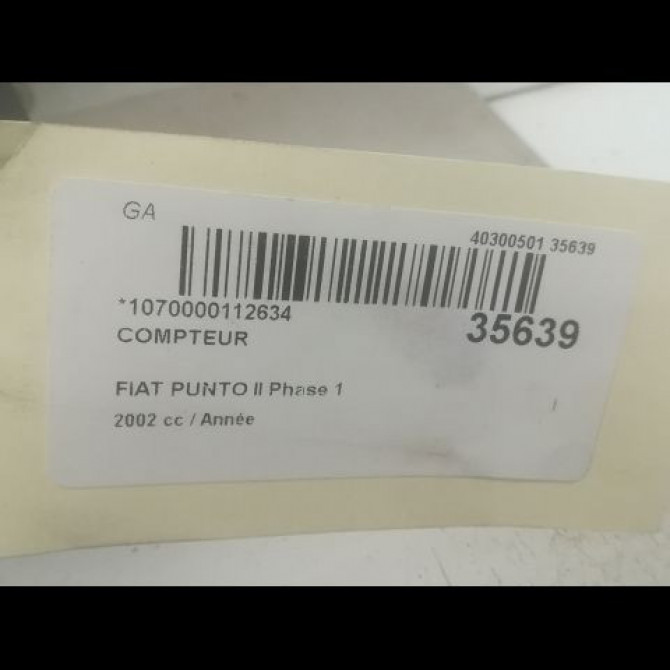 GA
40300501 35639
*1070000112634
35639
COMPTEUR
FIAT PUNTO II Phase 1
2002 cc / Année